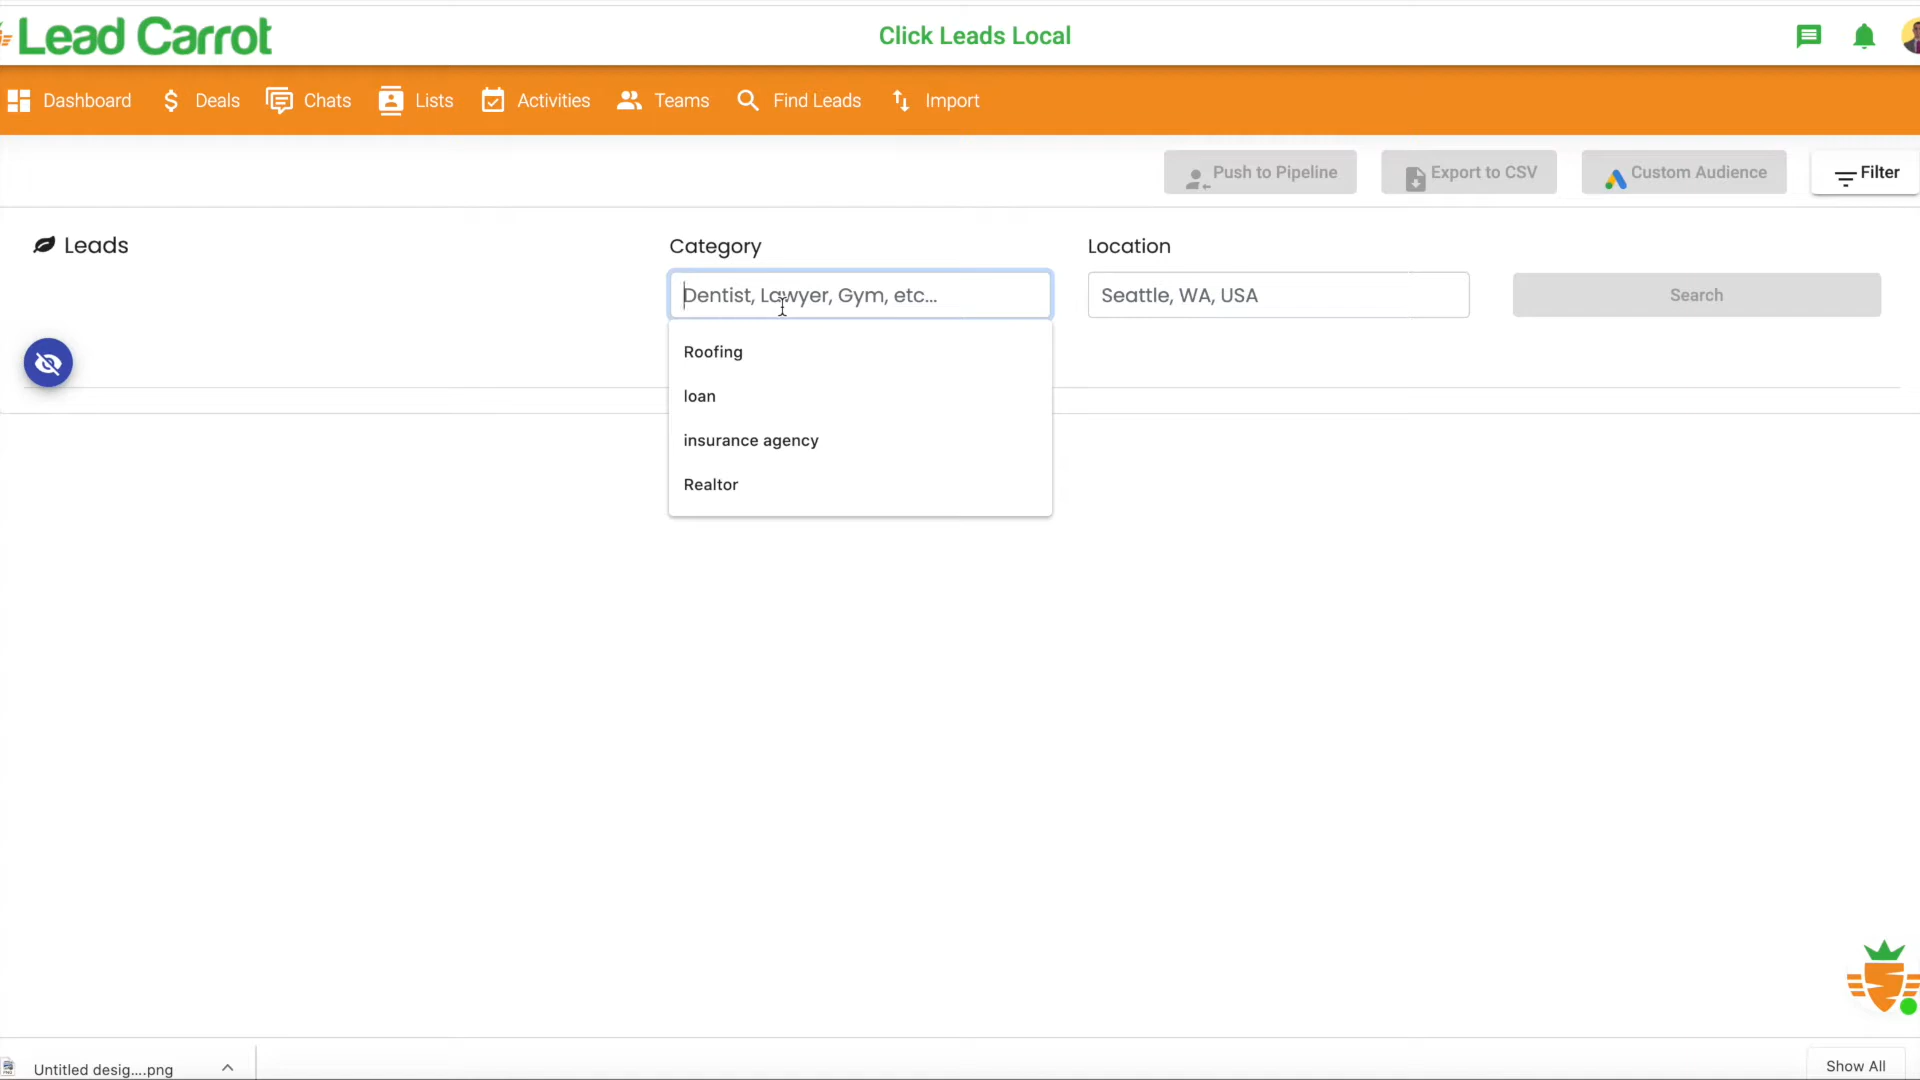 Lead Carrot
Click Leads Local
Dashboard
Deals
Chats
Lists
Activities
Teams
Find Leads
Import
Push to Pipeline
Export to CSV
Custom Audience
Filter
Leads
Category
Location
Dentist, Lawyer, Gym, etc...
Seattle, WA, USA
Search
Roofing
loan
insurance agency
Realtor
Untitled desig....png
Show All